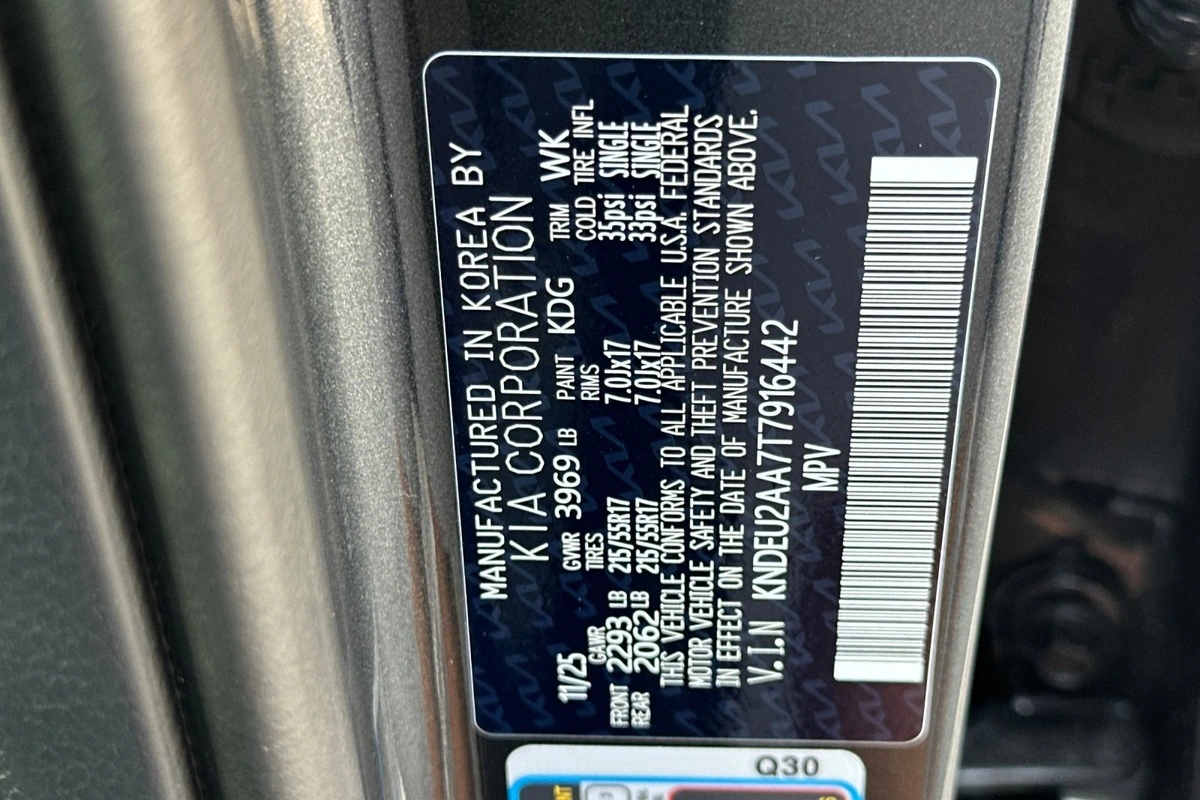 MANUFACTURED IN KOREA BY
KIA CORPORATION
11/25 GVWR 3969 LB PAINT KDG TRIM WK
GAWR TIRES RIMS COLD TIRE INFL
FRONT 2293 LB 215/55R17 7.0Jx17 35psi SINGLE
REAR 2062 LB 215/55R17 7.0Jx17 33psi SINGLE
THIS VEHICLE CONFORMS TO ALL APPLICABLE U.S.A. FEDERAL
MOTOR VEHICLE SAFETY AND THEFT PREVENTION STANDARDS
IN EFFECT ON THE DATE OF MANUFACTURE SHOWN ABOVE.
V.I.N KNDEU2AA7T7916442
MPV
Q30